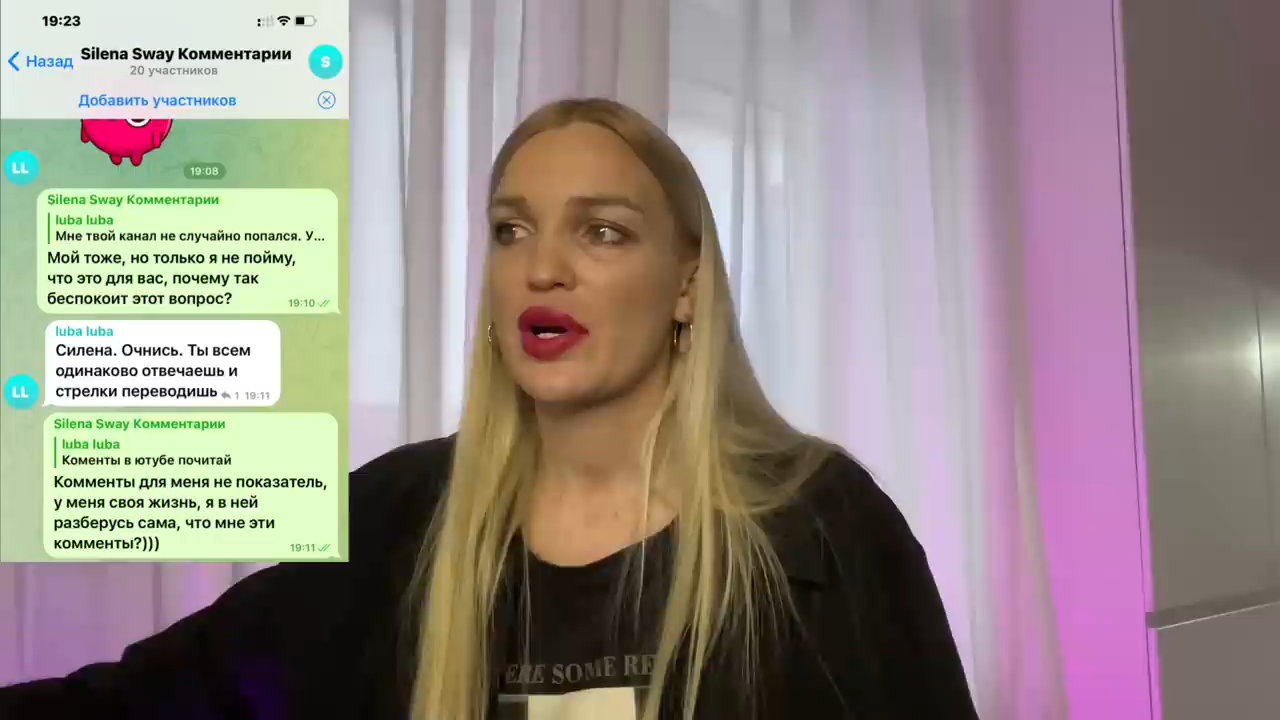 19:23
Назад
Silena Sway Комментарии
20 участников
S
Добавить участников
LL
19:08
Silena Sway Комментарии
luba luba
Мне твой канал не случайно попался. У...
Мой тоже, но только я не пойму,
что это для вас, почему так
беспокоит этот вопрос?
19:10
luba luba
Силена. Очнись. Ты всем
одинаково отвечаешь и
стрелки переводишь
1 19:11
LL
Silena Sway Комментарии
luba luba
Коменты в ютубе почитай
Комменты для меня не показатель,
у меня своя жизнь, я в ней
разберусь сама, что мне эти
комменты?)))
19:11
ERE SOME RE